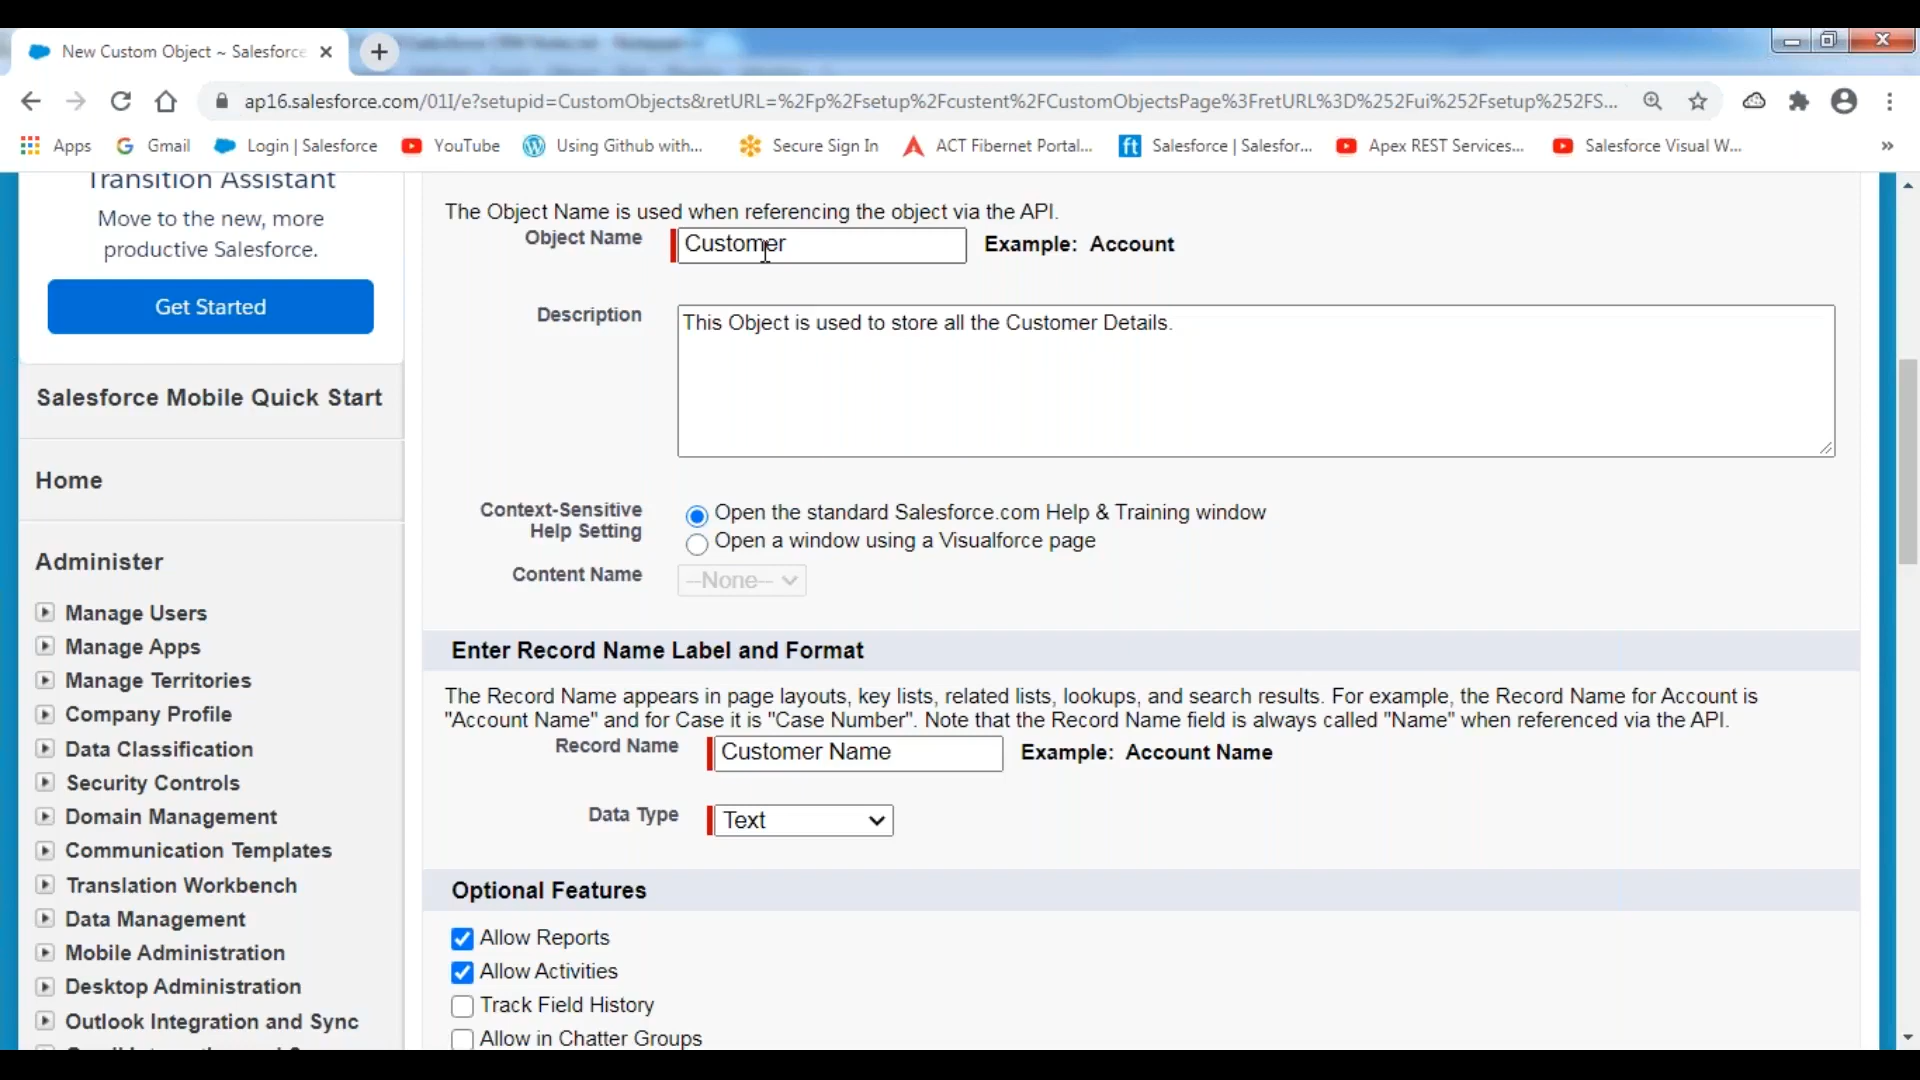 New Custom Object ~ Salesforce
ap16.salesforce.com/01I/e?setupid=CustomObjects&retURL=%2Fp%2Fsetup%2Fcustent%2FCustomObjectsPage%3FretURL%3D%252Fui%252Fsetup%252FS...
Apps
Gmail
Login | Salesforce
YouTube
Using Github with...
Secure Sign In
ACT Fibernet Portal...
ft
Salesforce | Salesfor...
Apex REST Services...
Salesforce Visual W...
»
Transition Assistant
Move to the new, more
productive Salesforce.
Get Started
Salesforce Mobile Quick Start
Home
Administer
Manage Users
Manage Apps
Manage Territories
Company Profile
Data Classification
Security Controls
Domain Management
Communication Templates
Translation Workbench
Data Management
Mobile Administration
Desktop Administration
Outlook Integration and Sync
The Object Name is used when referencing the object via the API.
Object Name
Customer
Example: Account
Description
This Object is used to store all the Customer Details.
Context-Sensitive
Help Setting
Open the standard Salesforce.com Help & Training window
Open a window using a Visualforce page
Content Name
--None--
Enter Record Name Label and Format
The Record Name appears in page layouts, key lists, related lists, lookups, and search results. For example, the Record Name for Account is
"Account Name" and for Case it is "Case Number". Note that the Record Name field is always called "Name" when referenced via the API.
Record Name
Customer Name
Example: Account Name
Data Type
Text
Optional Features
Allow Reports
Allow Activities
Track Field History
Allow in Chatter Groups